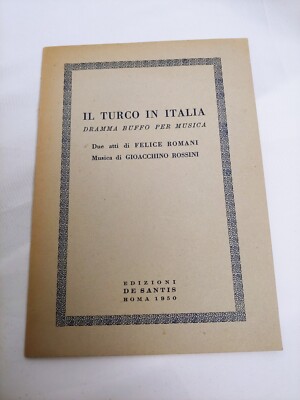 IL TURCO IN ITALIA
DRAMMA BUFFO PER MUSICA
Due atti di FELICE ROMANI
Musica di GIOACCHINO ROSSINI
EDIZIONI
DE SANTIS
ROMA 1950